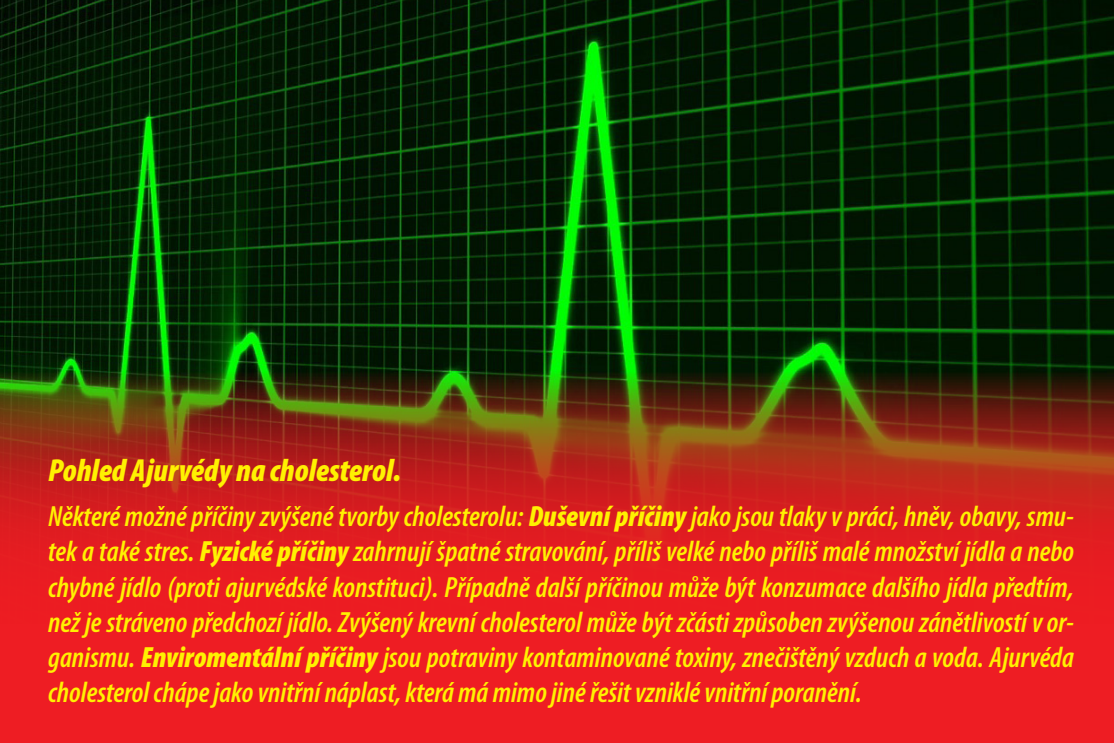 Pohled Ajurvédy na cholesterol.
Některé možné příčiny zvýšené tvorby cholesterolu: Duševní příčiny jako jsou tlaky v práci, hněv, obavy, smu-
tek a také stres. Fyzické příčiny zahrnují špatné stravování, příliš velké nebo příliš malé množství jídla a nebo
chybné jídlo (proti ajurvédské konstituci). Případně další příčinou může být konzumace dalšího jídla předtím,
než je stráveno předchozí jídlo. Zvýšený krevní cholesterol může být zčásti způsoben zvýšenou zánětlivostí v or-
ganismu. Enviromentální příčiny jsou potraviny kontaminované toxiny, znečištěný vzduch a voda. Ajurvéda
cholesterol chápe jako vnitřní náplast, která má mimo jiné řešit vzniklé vnitřní poranění.